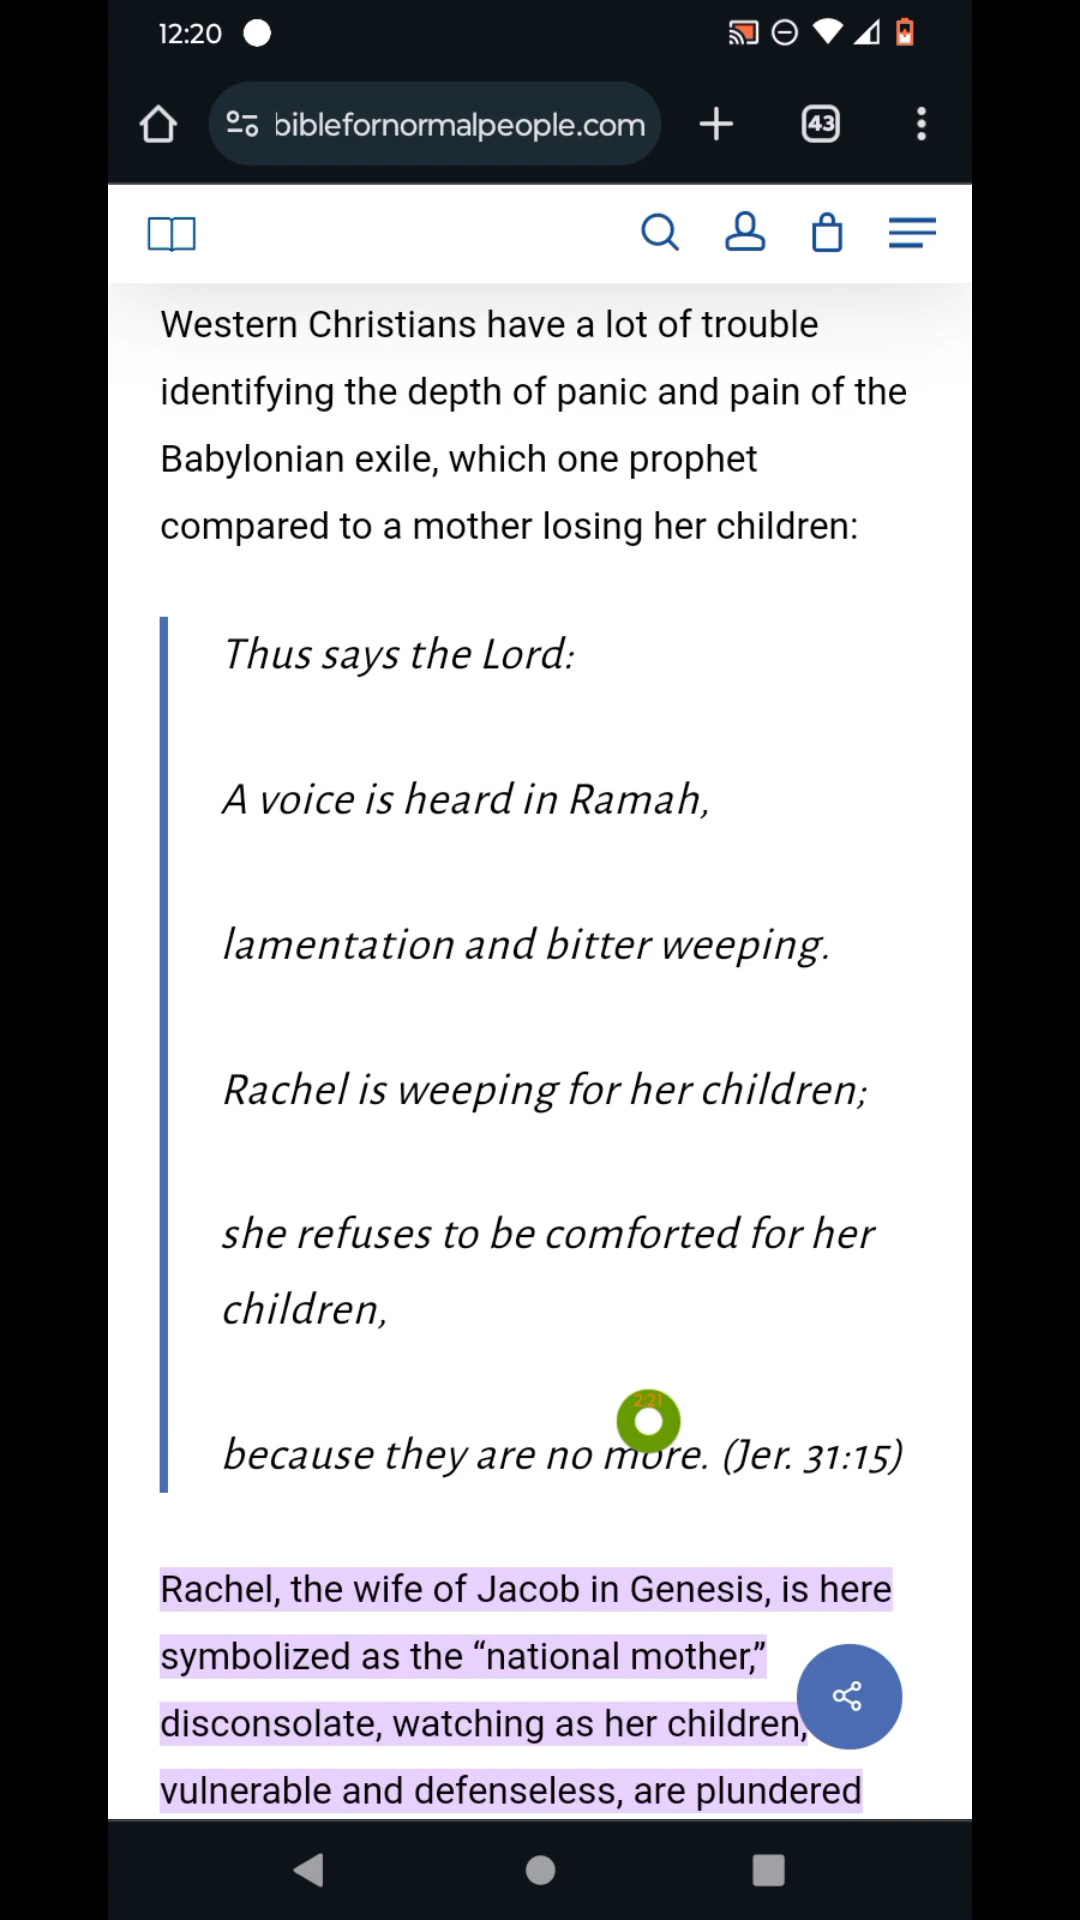 12:20
biblefornormalpeople.com
43
Western Christians have a lot of trouble
identifying the depth of panic and pain of the
Babylonian exile, which one prophet
compared to a mother losing her children:
Thus says the Lord:
A voice is heard in Ramah,
lamentation and bitter weeping.
Rachel is weeping for her children;
she refuses to be comforted for her
children,
2:21
because they are no more. (Jer. 31:15)
Rachel, the wife of Jacob in Genesis, is here
symbolized as the “national mother,”
disconsolate, watching as her children,
vulnerable and defenseless, are plundered